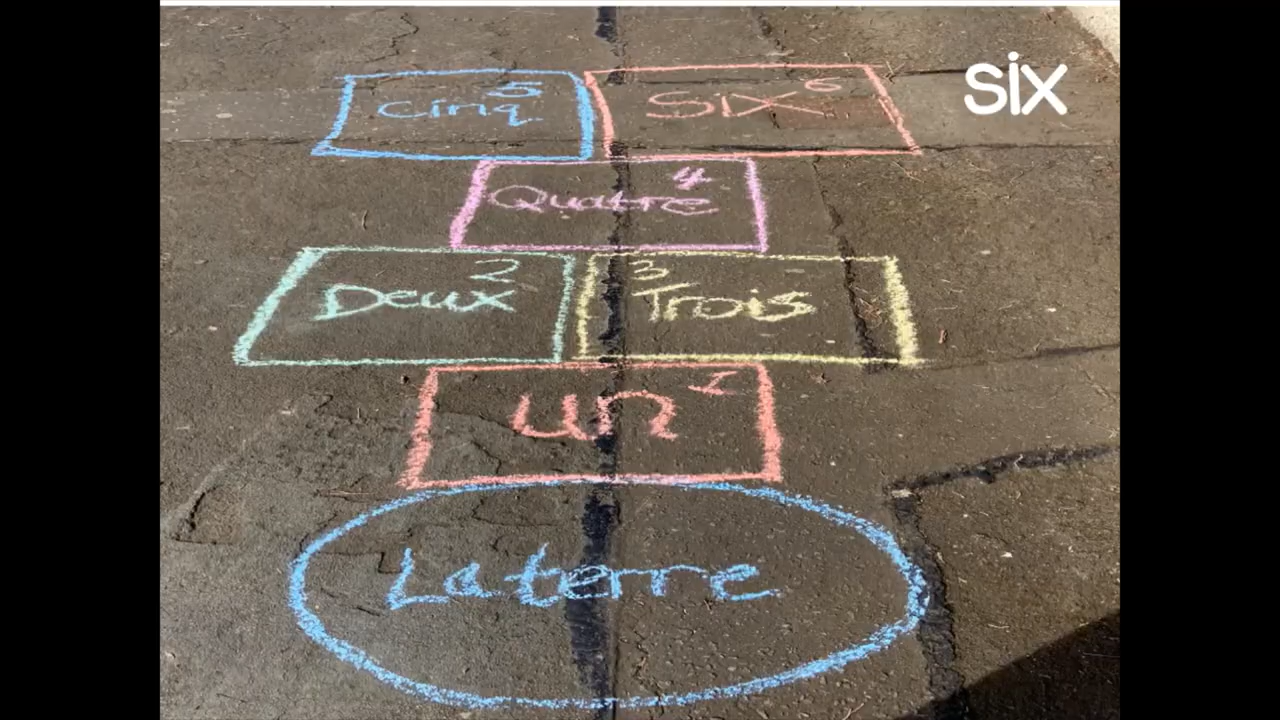 six
5
cinq
6
SIX
4
Quatre
2
Deux
3
Trois
1
un
La terre